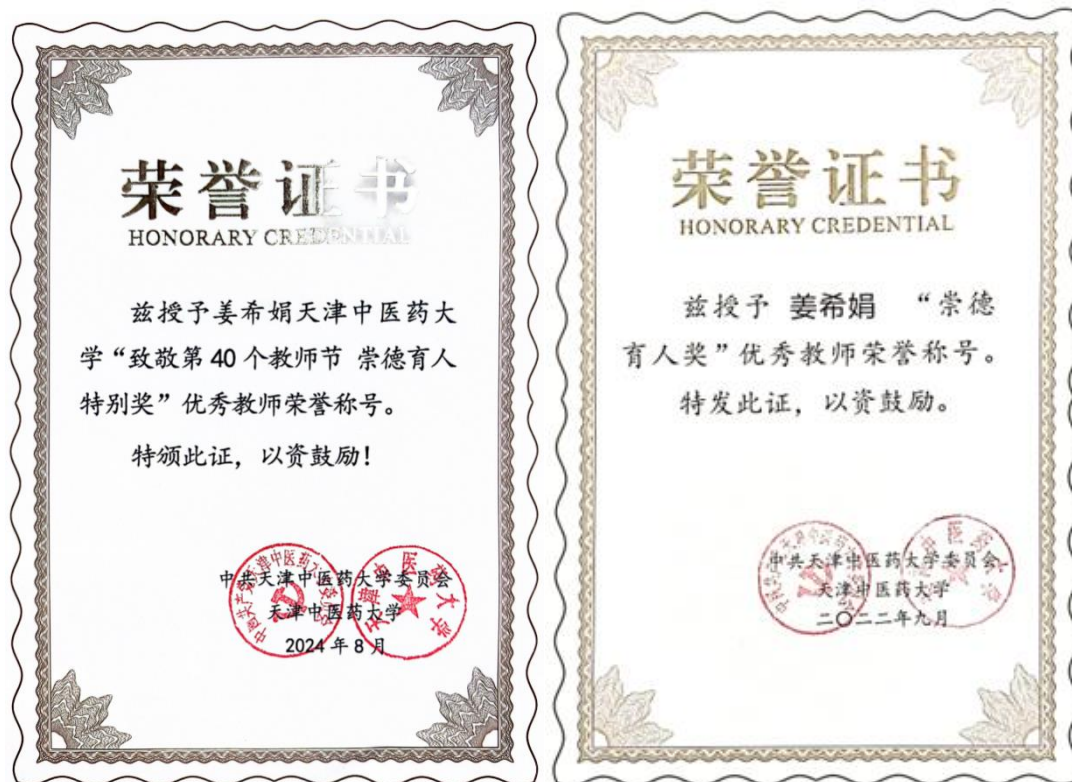 荣誉证书
HONORARY CREDENTIAL
兹授予姜希娟天津中医药大
学“致敬第40个教师节 崇德育人
特别奖”优秀教师荣誉称号。
特颁此证，以资鼓励！
中共天津中医药大学委员会
天津中医药大学
2024年8月
荣誉证书
HONORARY CREDENTIAL
兹授予 姜希娟 “崇德
育人奖”优秀教师荣誉称号。
特发此证，以资鼓励。
中共天津中医药大学委员会
天津中医药大学
二〇二二年九月